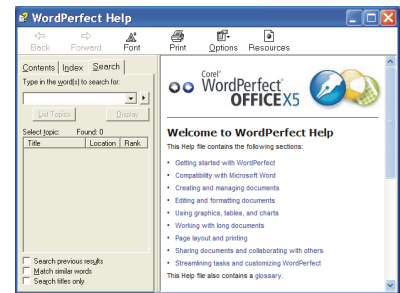 WordPerfect Help
Back Forward Font Print Options Resources
Contents Index Search
Type in the word(s) to search for:
List Topics Display
Select topic: Found: 0
Title Location Rank
Search previous results
Match similar words
Search titles only
Corel®
WordPerfect®
OFFICE X5
Welcome to WordPerfect Help
This Help file contains the following sections:
• Getting started with WordPerfect
• Compatibility with Microsoft Word
• Creating and managing documents
• Editing and formatting documents
• Using graphics, tables, and charts
• Working with long documents
• Page layout and printing
• Sharing documents and collaborating with others
• Streamlining tasks and customizing WordPerfect
This Help file also contains a glossary.